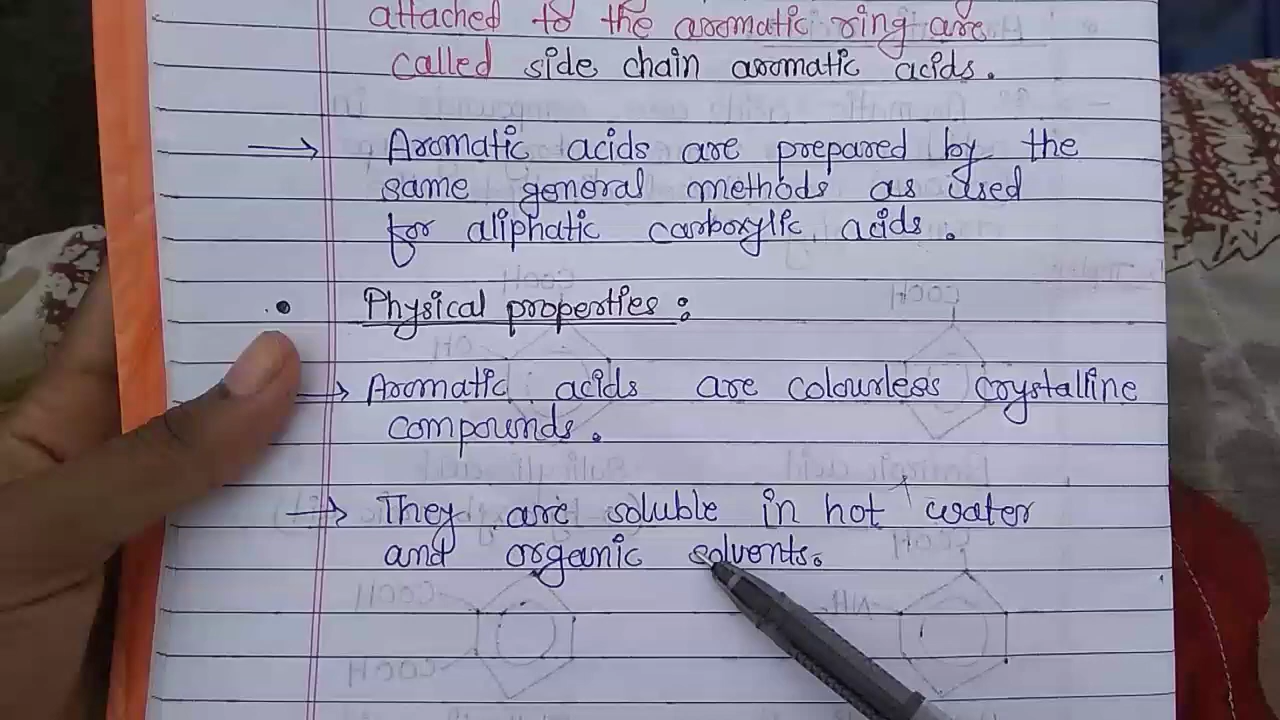 attached to the aromatic ring are
called side chain aromatic acids.
→ Aromatic acids are prepared by the
same general methods as used
for aliphatic carboxylic acids.
• Physical properties :
→ Aromatic acids are colourless crystalline
compounds.
→ They are soluble in hot water
and organic solvents.